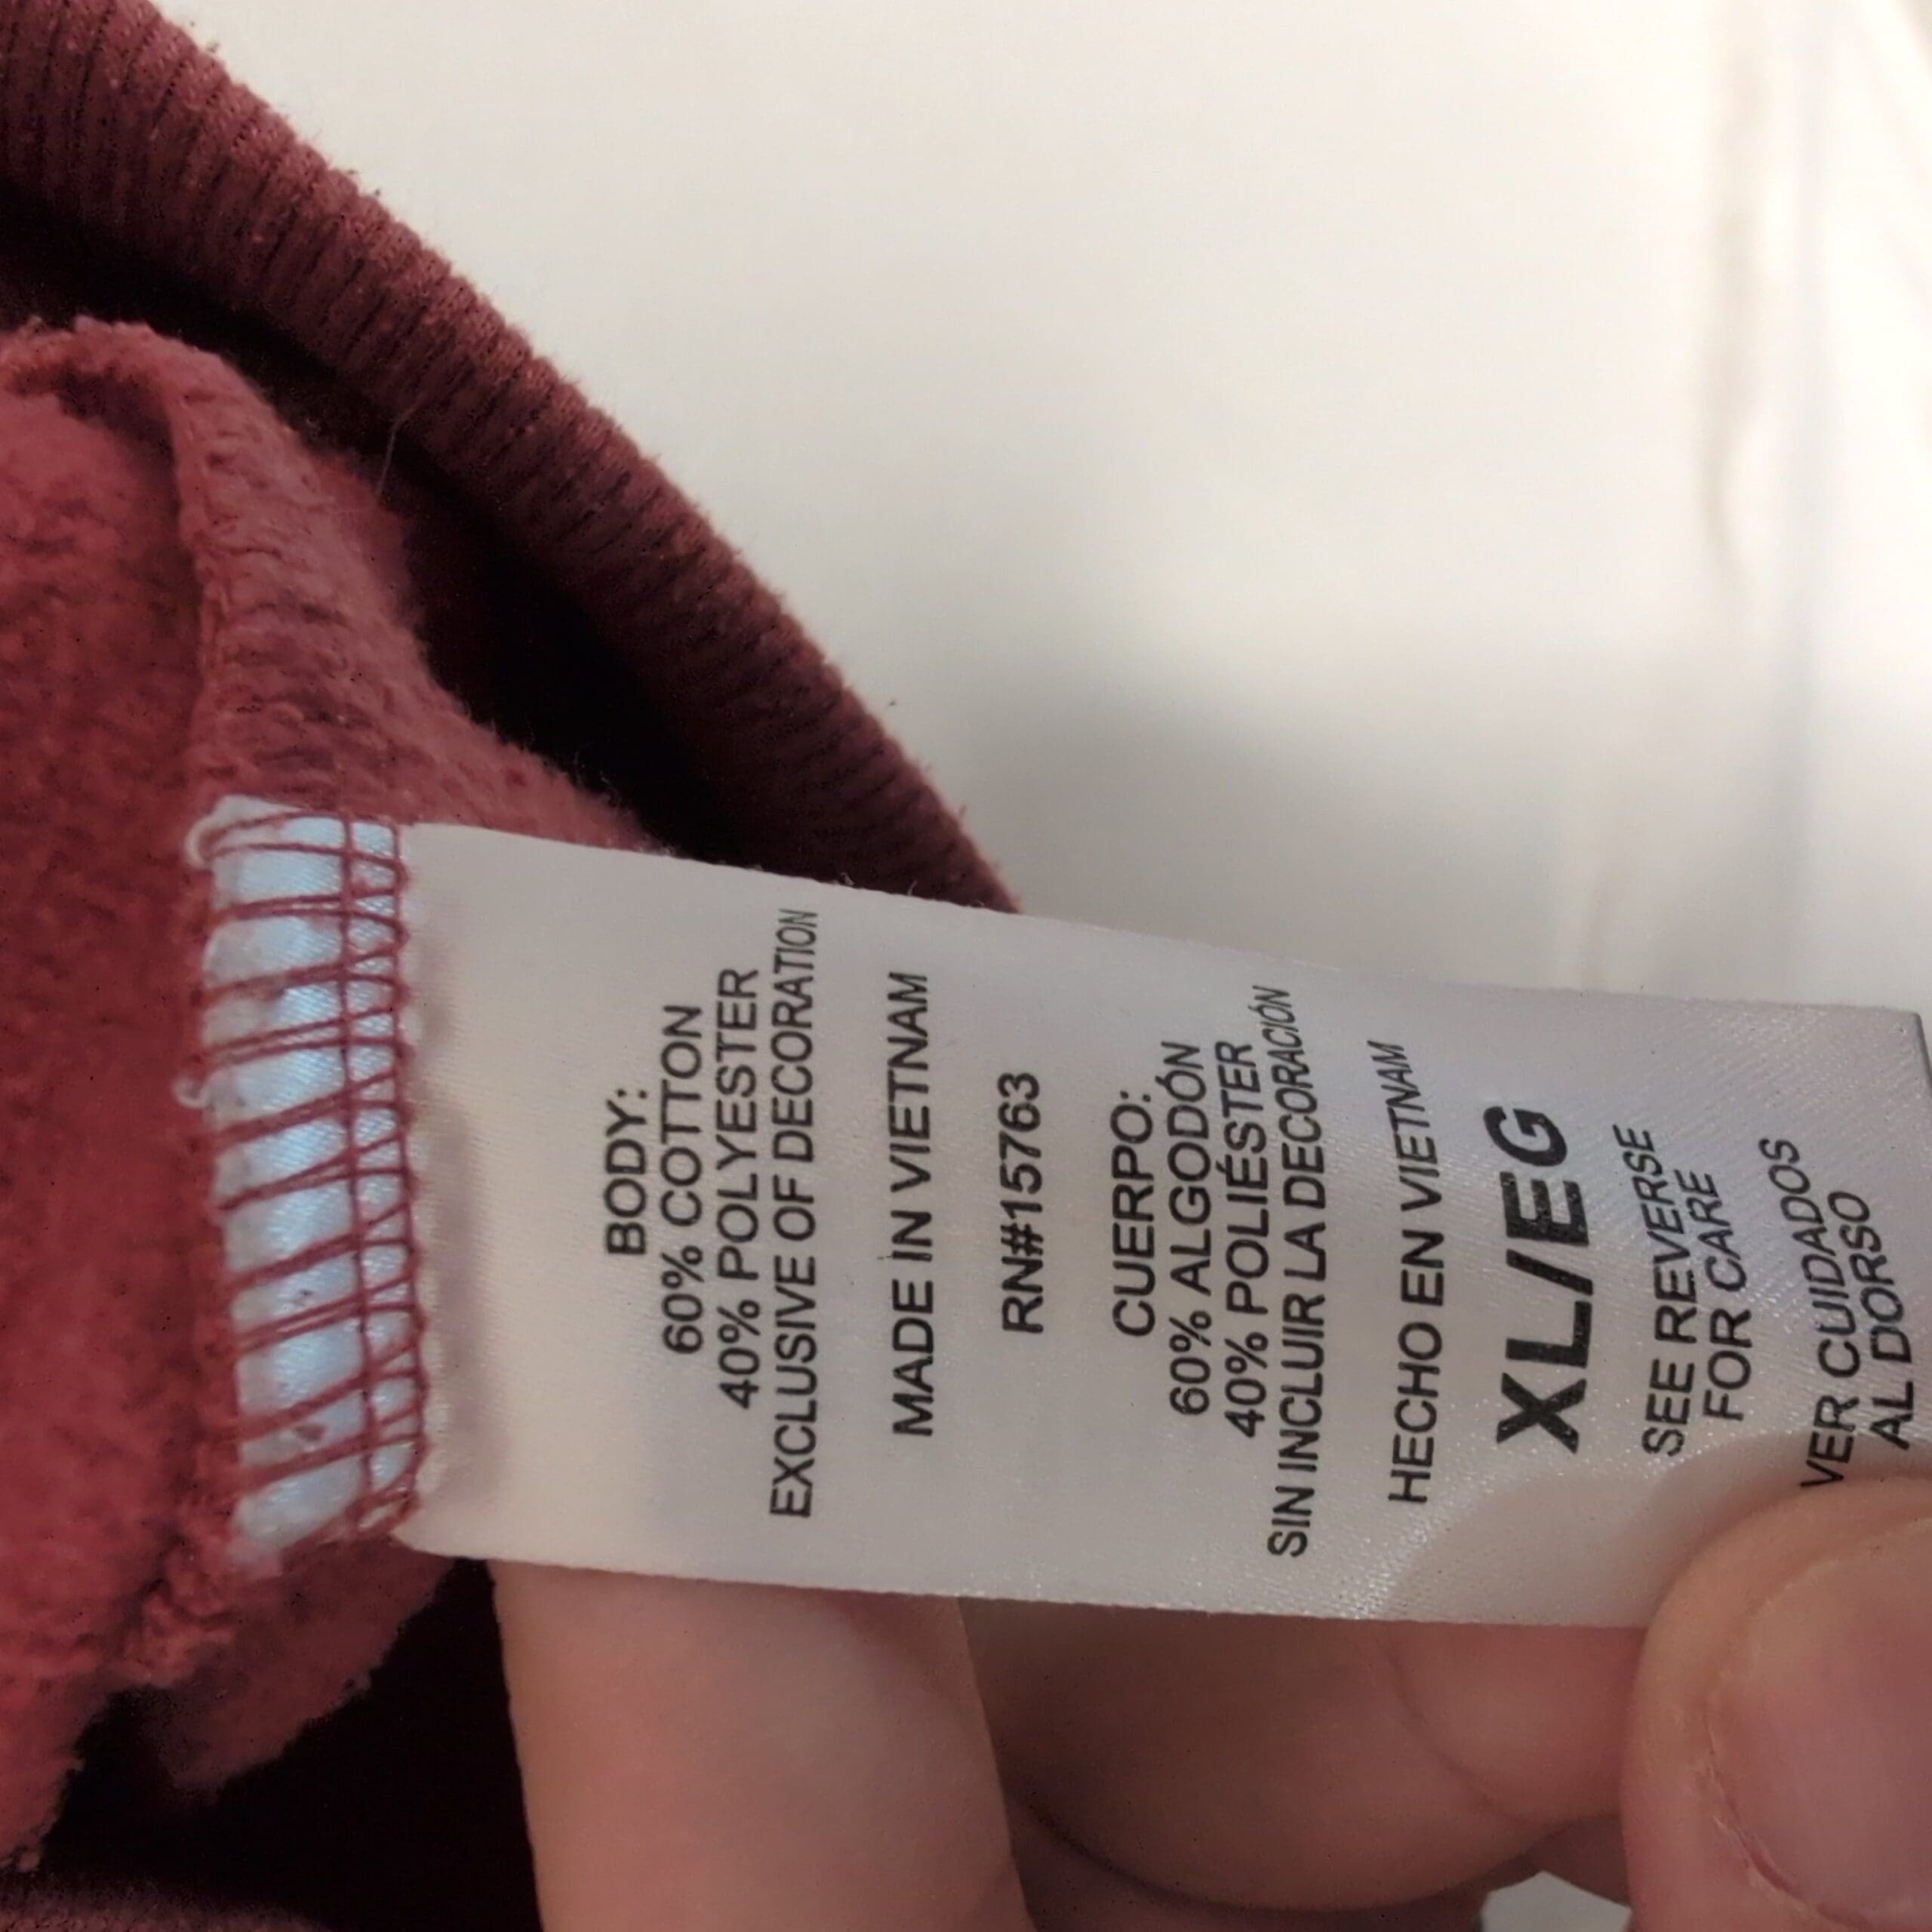 BODY:
60% COTTON
40% POLYESTER
EXCLUSIVE OF DECORATION
MADE IN VIETNAM
RN#15763
CUERPO:
60% ALGODÓN
40% POLIÉSTER
SIN INCLUIR LA DECORACIÓN
HECHO EN VIETNAM
XL/EG
SEE REVERSE
FOR CARE
VER CUIDADOS
AL DORSO